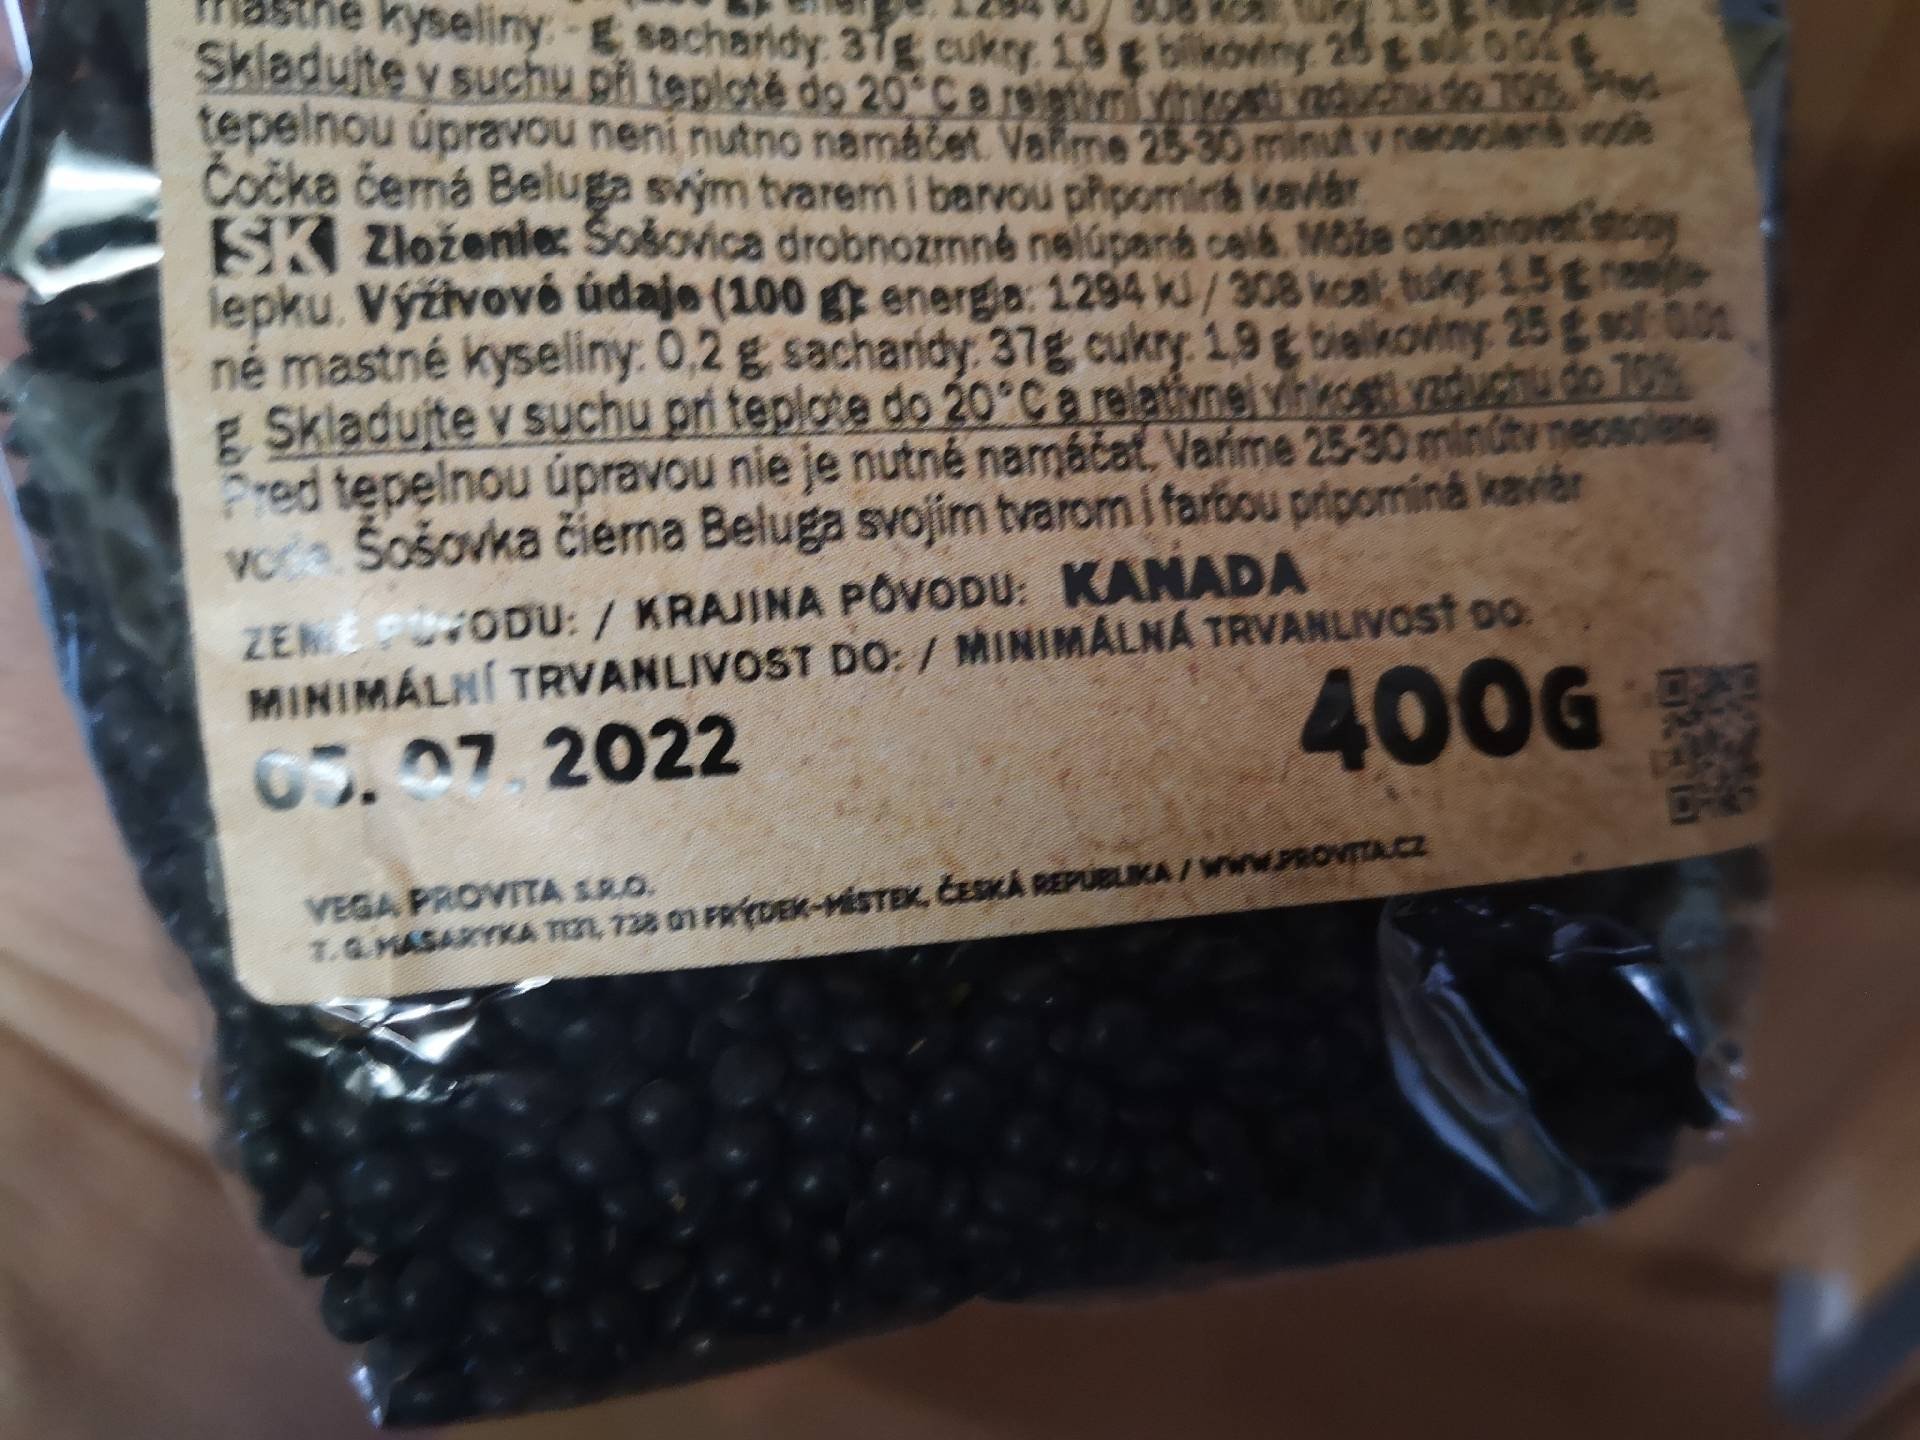 mastné kyseliny: - g, sacharidy: 37g, cukry: 1,9 g, bílkoviny: 25 g, sůl: 0,01 g
Skladujte v suchu při teplotě do 20°C a relativní vlhkosti vzduchu do 70%. Před
tepelnou úpravou není nutno namáčet. Vaříme 25-30 minut v neosolené vodě
Čočka černá Beluga svým tvarem i barvou připomíná kaviár
SK Zloženie: Šošovica drobnozrnná nelúpaná celá. Môže obsahovať stopy
lepku. Výživové údaje (100 g): energia: 1294 kJ / 308 kcal; tuky: 1.5 g
né mastné kyseliny: 0,2 g, sacharidy: 37g, cukry: 1,9 g, bielkoviny: 25 g, soľ: 0.01
g Skladujte v suchu pri teplote do 20°C a relatívnej vlhkosti vzduchu do 70%
Pred tepelnou úpravou nie je nutné namáčať. Varíme 25-30 minút v neosolenej
vode. Šošovka čierna Beluga svojím tvarom i farbou pripomíná kaviár
ZEMĚ PŮVODU: / KRAJINA PÔVODU: KANADA
MINIMÁLNÍ TRVANLIVOST DO: / MINIMÁLNÁ TRVANLIVOSť DO:
05. 07. 2022
400G
VEGA PROVITA S.R.O.
T. G. MASARYKA 738 01 FRÝDEK-MÍSTEK, ČESKÁ REPUBLIKA / WWW.PROVITA.CZ